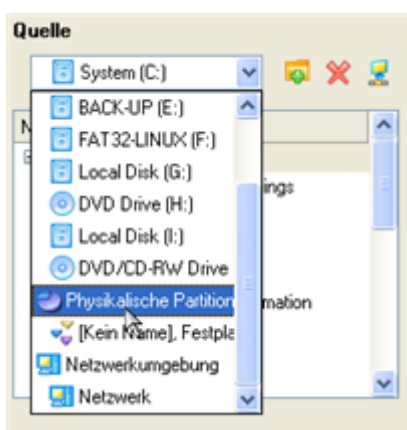 Quelle
System (C:)
BACK-UP (E:)
FAT32-LINUX (F:)
Local Disk (G:)
ings
DVD Drive (H:)
Local Disk (I:)
DVD/CD-RW Drive
Physikalische Partition
mation
[Kein Name], Festpla
Netzwerkumgebung
Netzwerk